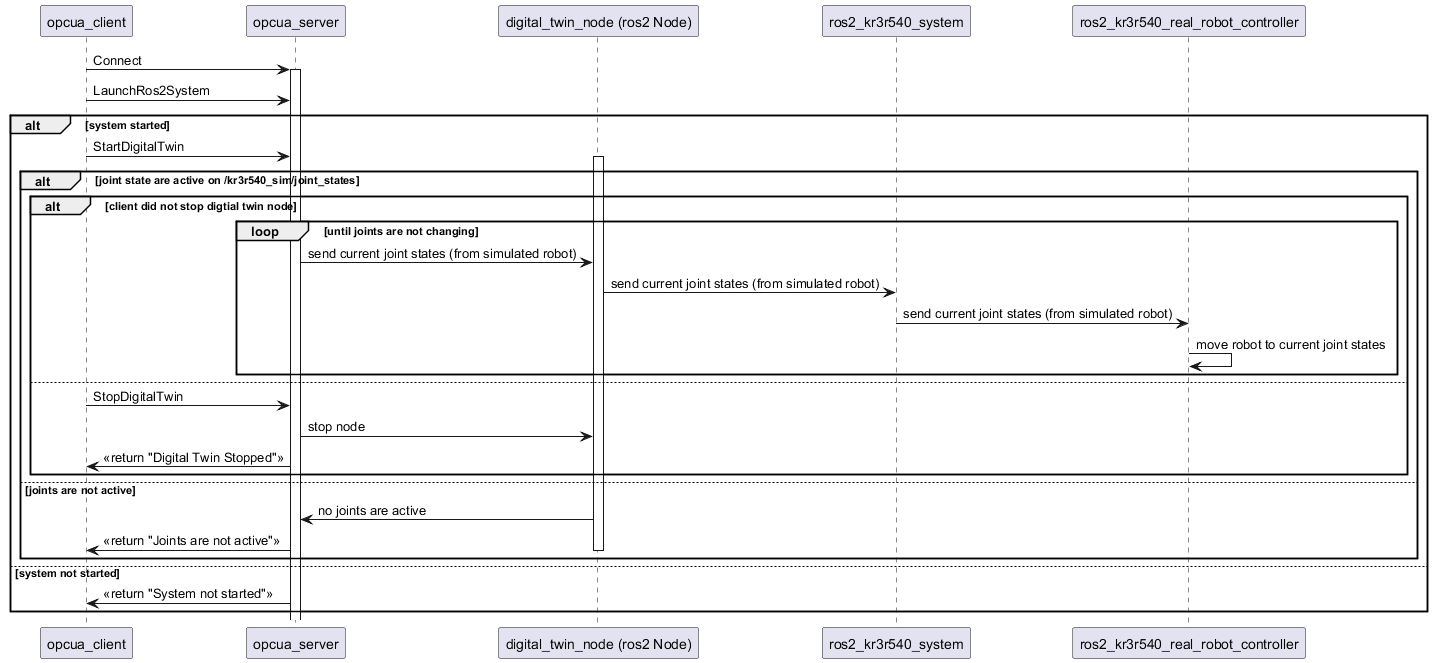 opcua_client opcua_server digital_twin_node (ros2 Node) ros2_kr3r540_system ros2_kr3r540_real_robot_controller
Connect
LaunchRos2System
alt [system started]
StartDigitalTwin
alt [joint state are active on /kr3r540_sim/joint_states]
alt [client did not stop digtial twin node]
loop [until joints are not changing]
send current joint states (from simulated robot)
send current joint states (from simulated robot)
send current joint states (from simulated robot)
move robot to current joint states
StopDigitalTwin
stop node
«return "Digital Twin Stopped"»
[joints are not active]
no joints are active
«return "Joints are not active"»
[system not started]
«return "System not started"»
opcua_client opcua_server digital_twin_node (ros2 Node) ros2_kr3r540_system ros2_kr3r540_real_robot_controller